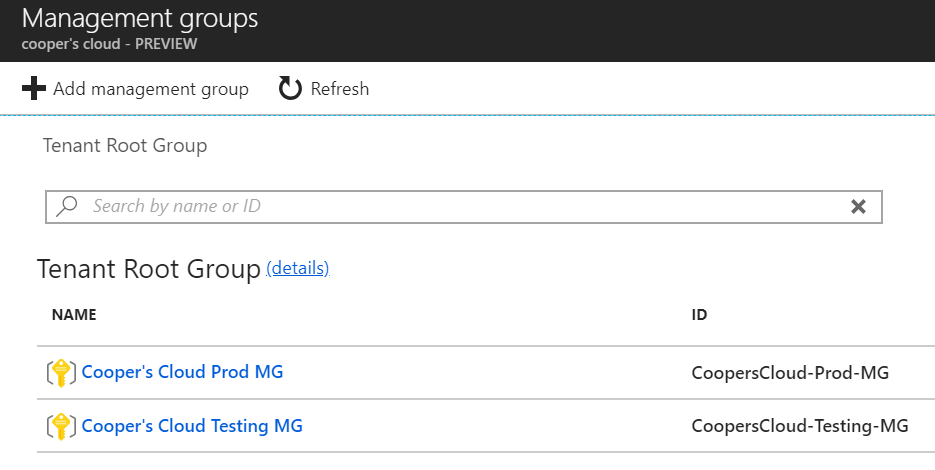 Management groups
cooper's cloud - PREVIEW
Add management group Refresh
Tenant Root Group
Search by name or ID
Tenant Root Group (details)
NAME ID
Cooper's Cloud Prod MG CoopersCloud-Prod-MG
Cooper's Cloud Testing MG CoopersCloud-Testing-MG